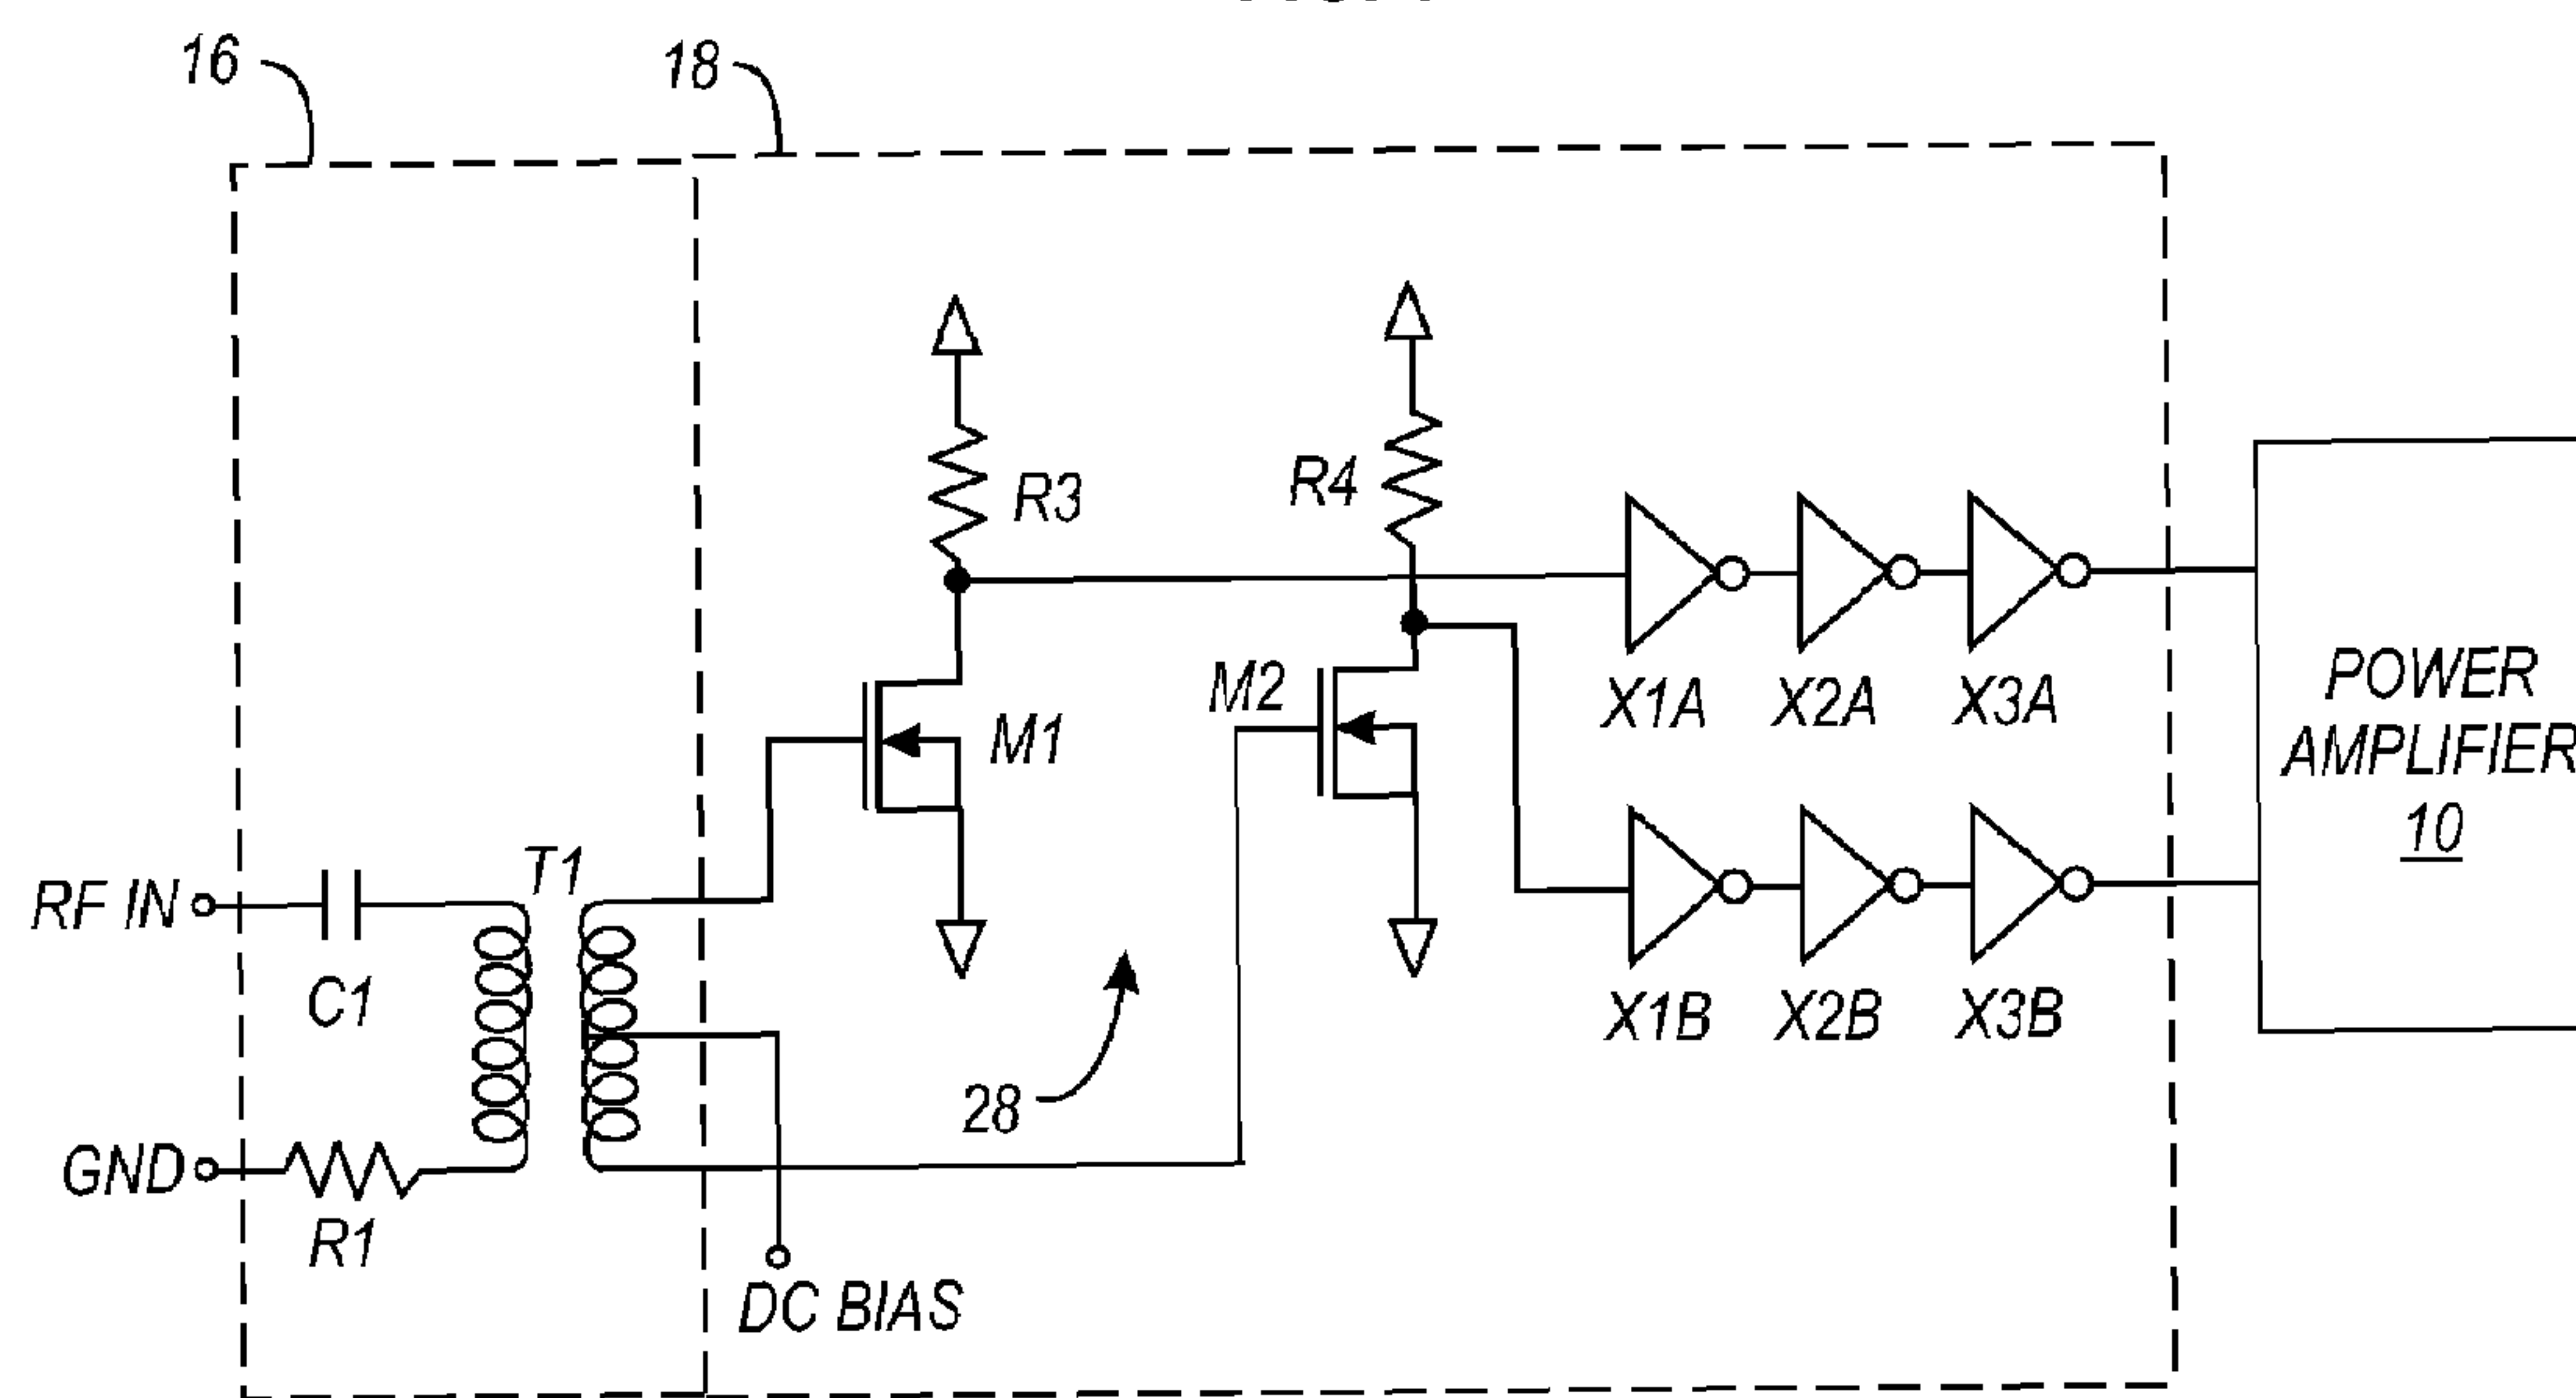 16
18
R3
R4
M1
M2
X1A
X2A
X3A
POWER
AMPLIFIER
10
RF IN
T1
C1
X1B
X2B
X3B
28
GND
R1
DC BIAS